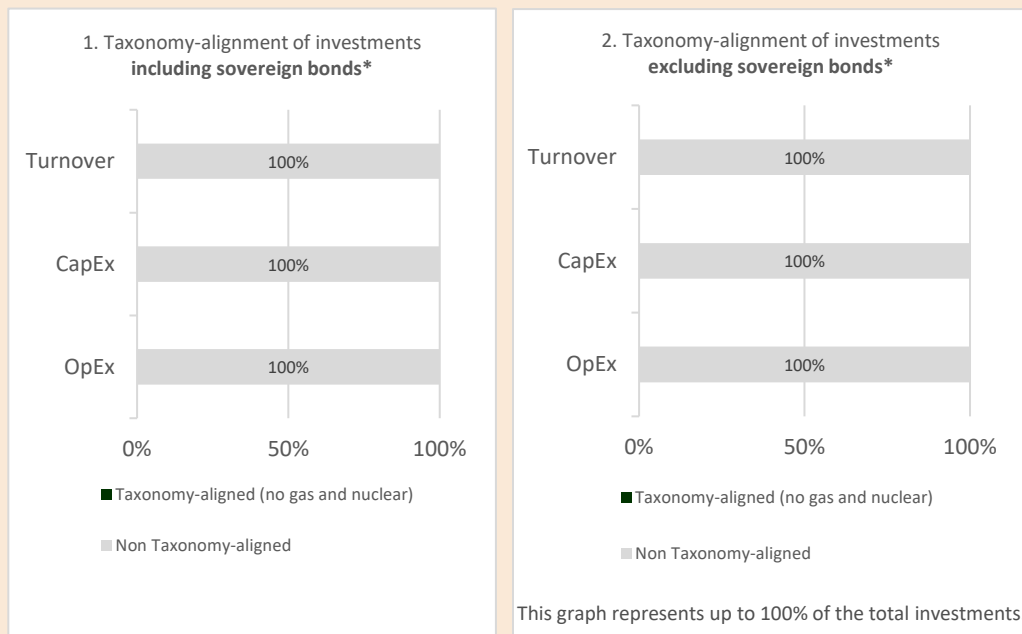 1. Taxonomy-alignment of investments
including sovereign bonds*
Turnover
100%
CapEx
100%
OpEx
100%
0%
50%
100%
Taxonomy-aligned (no gas and nuclear)
Non Taxonomy-aligned
2. Taxonomy-alignment of investments
excluding sovereign bonds*
Turnover
100%
CapEx
100%
OpEx
100%
0%
50%
100%
Taxonomy-aligned (no gas and nuclear)
Non Taxonomy-aligned
This graph represents up to 100% of the total investments